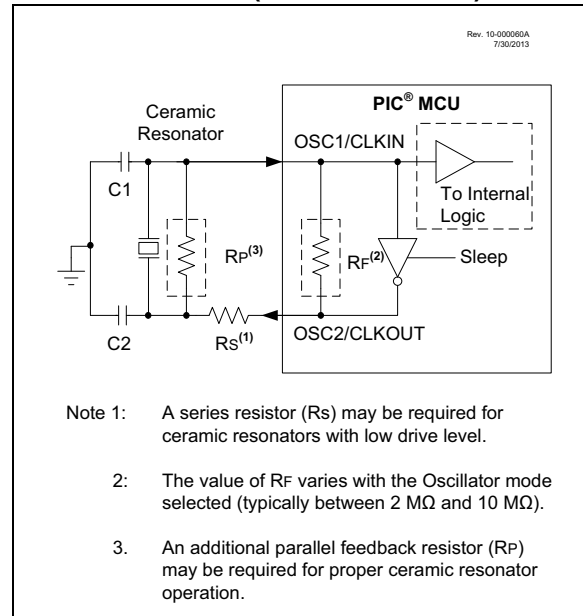 Rev. 10-000060A
7/30/2013
PIC® MCU
Ceramic
Resonator
OSC1/CLKIN
C1
To Internal
Logic
RP(3)
RF(2)
Sleep
C2
RS(1)
OSC2/CLKOUT
Note 1: A series resistor (Rs) may be required for
ceramic resonators with low drive level.
2: The value of RF varies with the Oscillator mode
selected (typically between 2 MΩ and 10 MΩ).
3. An additional parallel feedback resistor (RP)
may be required for proper ceramic resonator
operation.